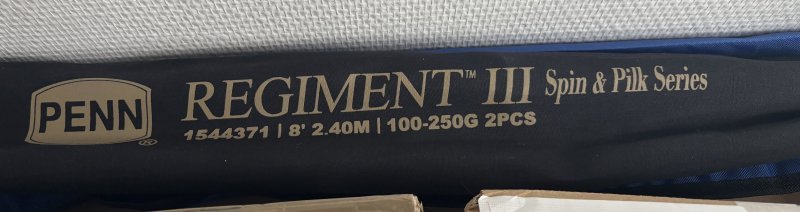 PENN®
REGIMENT™ III Spin & Pilk Series
1544371 | 8' 2.40M | 100-250G 2PCS